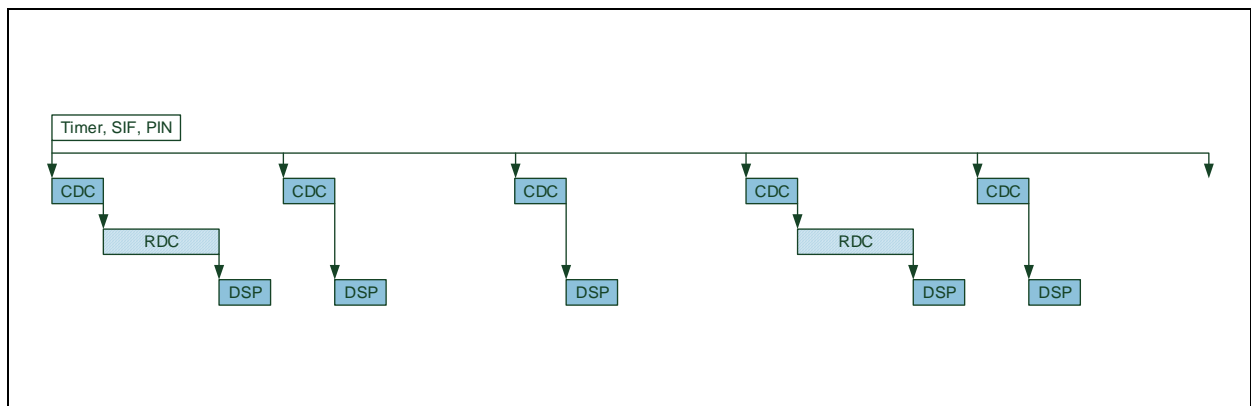 Timer, SIF, PIN
CDC CDC CDC CDC CDC
RDC RDC
DSP DSP DSP DSP DSP